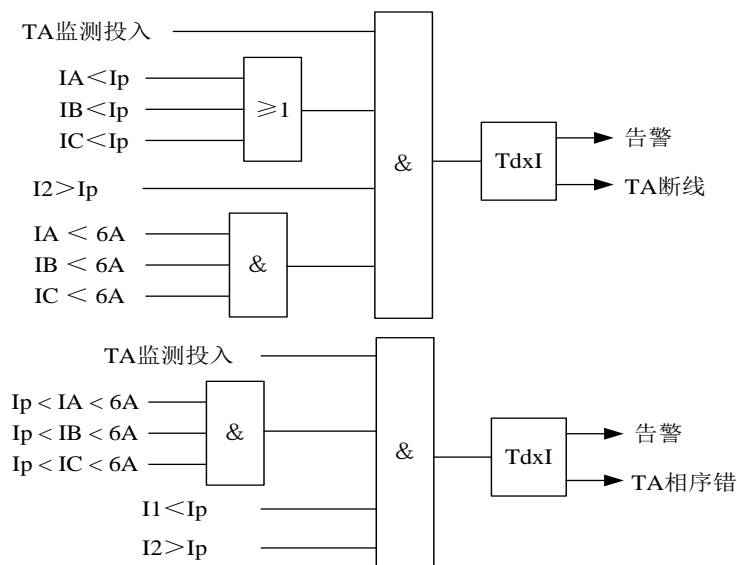 TA监测投入
IA＜Ip
IB＜Ip
IC＜Ip
≥1
I2＞Ip
IA ＜ 6A
IB ＜ 6A
IC ＜ 6A
&
&
TdxI
告警
TA断线
TA监测投入
Ip < IA < 6A
Ip < IB < 6A
Ip < IC < 6A
&
I1＜Ip
I2＞Ip
&
TdxI
告警
TA相序错